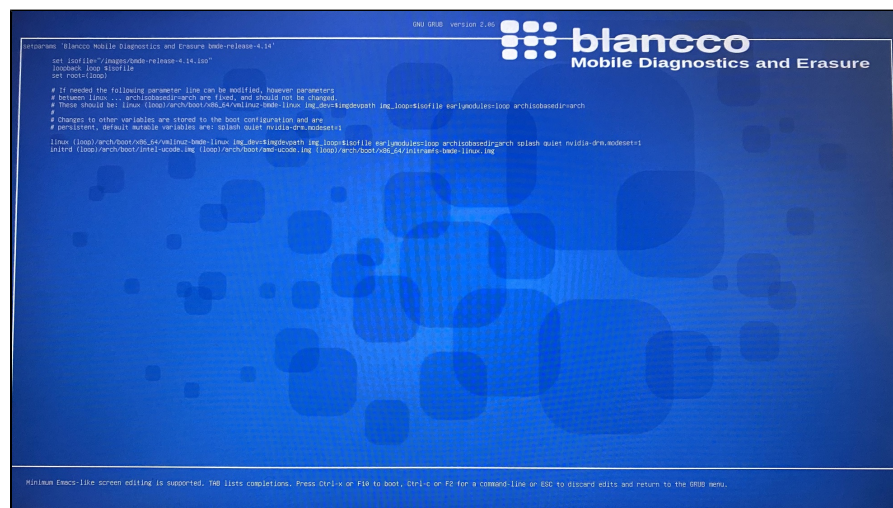 GNU GRUB version 2.06
blancco
Mobile Diagnostics and Erasure
setparams 'Blancco Mobile Diagnostics and Erasure bmde-release-4.14'
set isofile="/images/bmde-release-4.14.iso"
loopback loop $isofile
set root=(loop)
# If needed the following parameter line can be modified, however parameters
# between linux ... archisobasedir=arch are fixed, and should not be changed.
# These should be: linux (loop)/arch/boot/x86_64/vmlinuz-bmde-linux img_dev=$imgdevpath img_loop=$isofile earlymodules=loop archisobasedir=arch
#
# Changes to other variables are stored to the boot configuration and are
# persistent, default mutable variables are: splash quiet nvidia-drm.modeset=1
linux (loop)/arch/boot/x86_64/vmlinuz-bmde-linux img_dev=$imgdevpath img_loop=$isofile earlymodules=loop archisobasedir=arch splash quiet nvidia-drm.modeset=1
initrd (loop)/arch/boot/intel-ucode.img (loop)/arch/boot/amd-ucode.img (loop)/arch/boot/x86_64/initramfs-bmde-linux.img
Minimum Emacs-like screen editing is supported. TAB lists completions. Press Ctrl-x or F10 to boot, Ctrl-c or F2 for a command-line or ESC to discard edits and return to the GRUB menu.